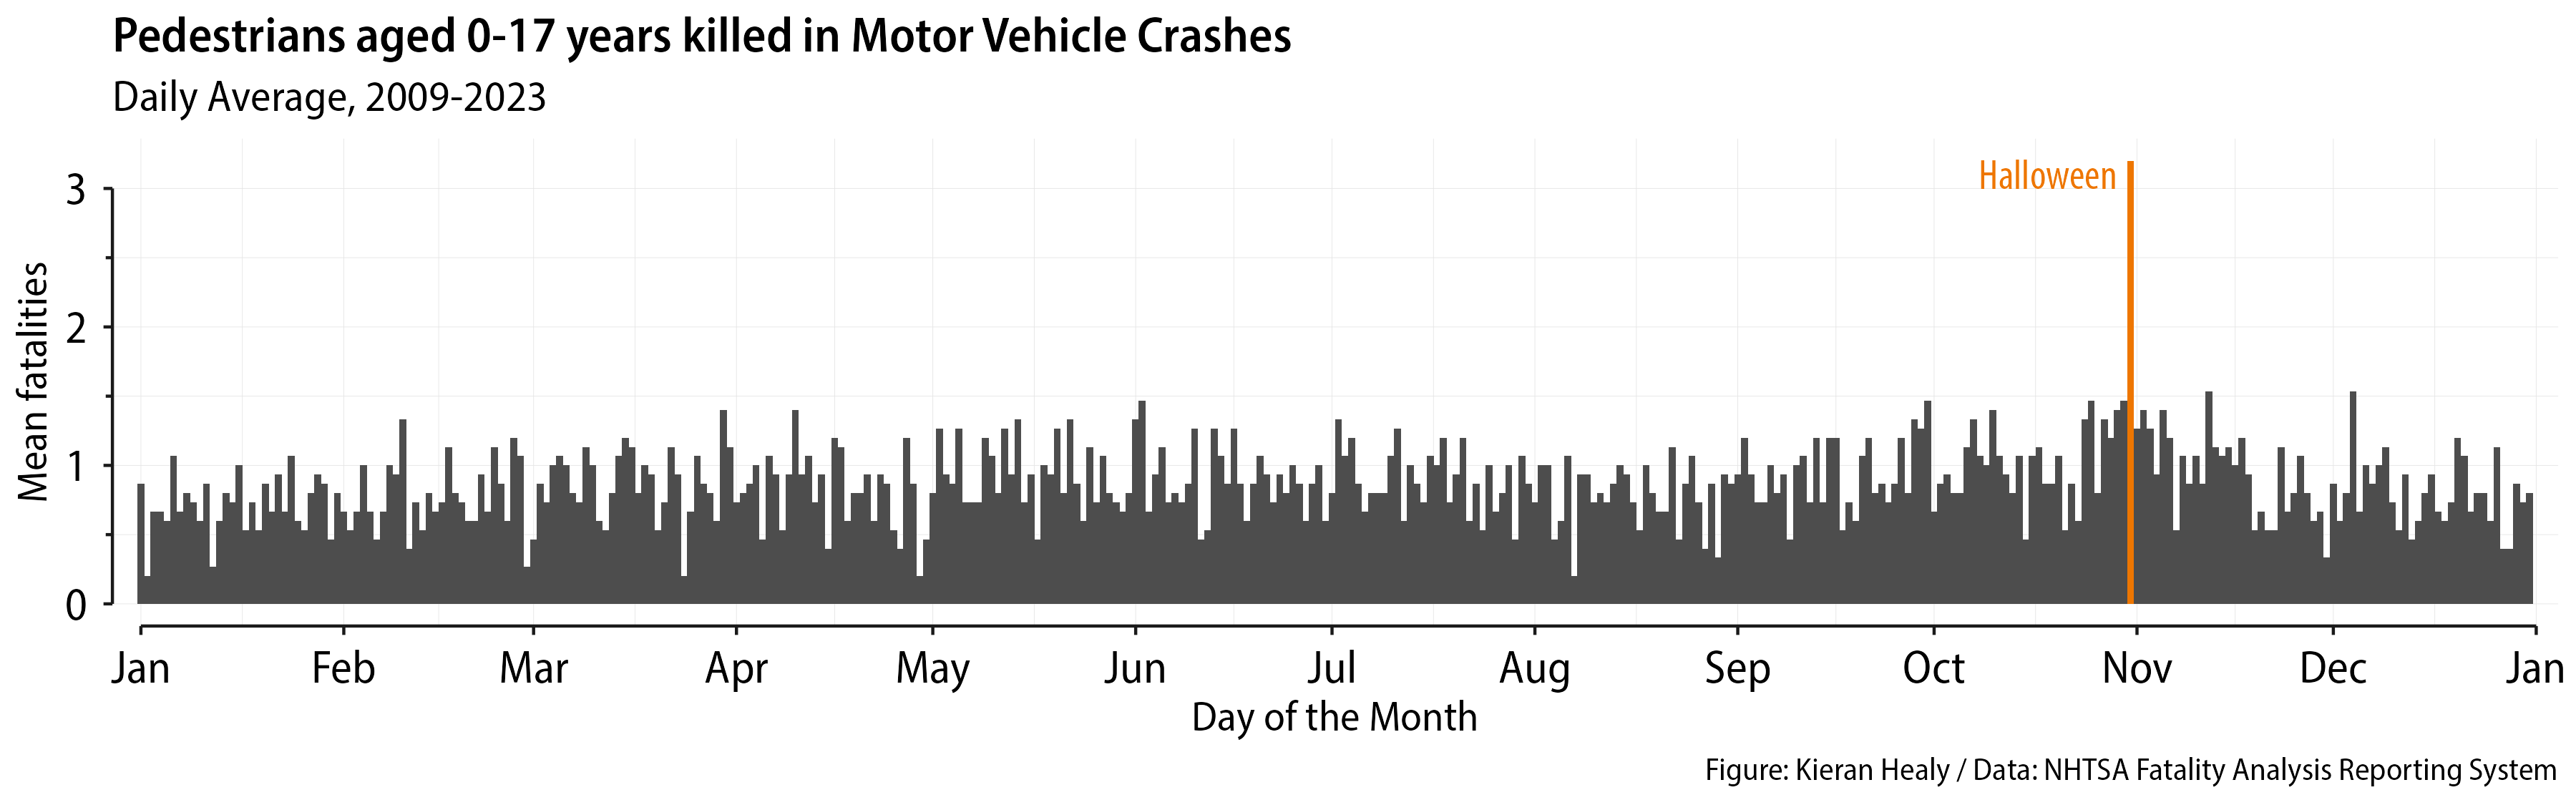 Pedestrians aged 0-17 years killed in Motor Vehicle Crashes
Daily Average, 2009-2023
Mean fatalities
3
2
1
0
Halloween
Jan Feb Mar Apr May Jun Jul Aug Sep Oct Nov Dec Jan
Day of the Month
Figure: Kieran Healy / Data: NHTSA Fatality Analysis Reporting System